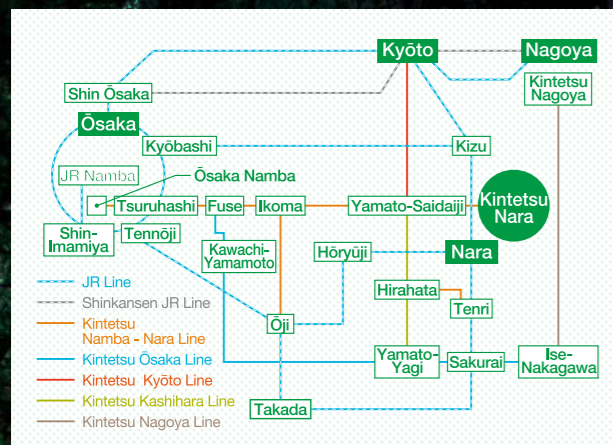 Kyōto
Nagoya
Kintetsu
Nagoya
Shin Ōsaka
Ōsaka
Kyōbashi
Kizu
JR Namba
Ōsaka Namba
Tsuruhashi
Fuse
Ikoma
Yamato-Saidaiji
Kintetsu
Nara
Shin-
Imamiya
Tennōji
Kawachi-
Yamamoto
Hōryūji
Nara
Hirahata
Tenri
Ōji
Yamato-
Yagi
Sakurai
Ise-
Nakagawa
Takada
JR Line
Shinkansen JR Line
Kintetsu
Namba - Nara Line
Kintetsu Ōsaka Line
Kintetsu Kyōto Line
Kintetsu Kashihara Line
Kintetsu Nagoya Line